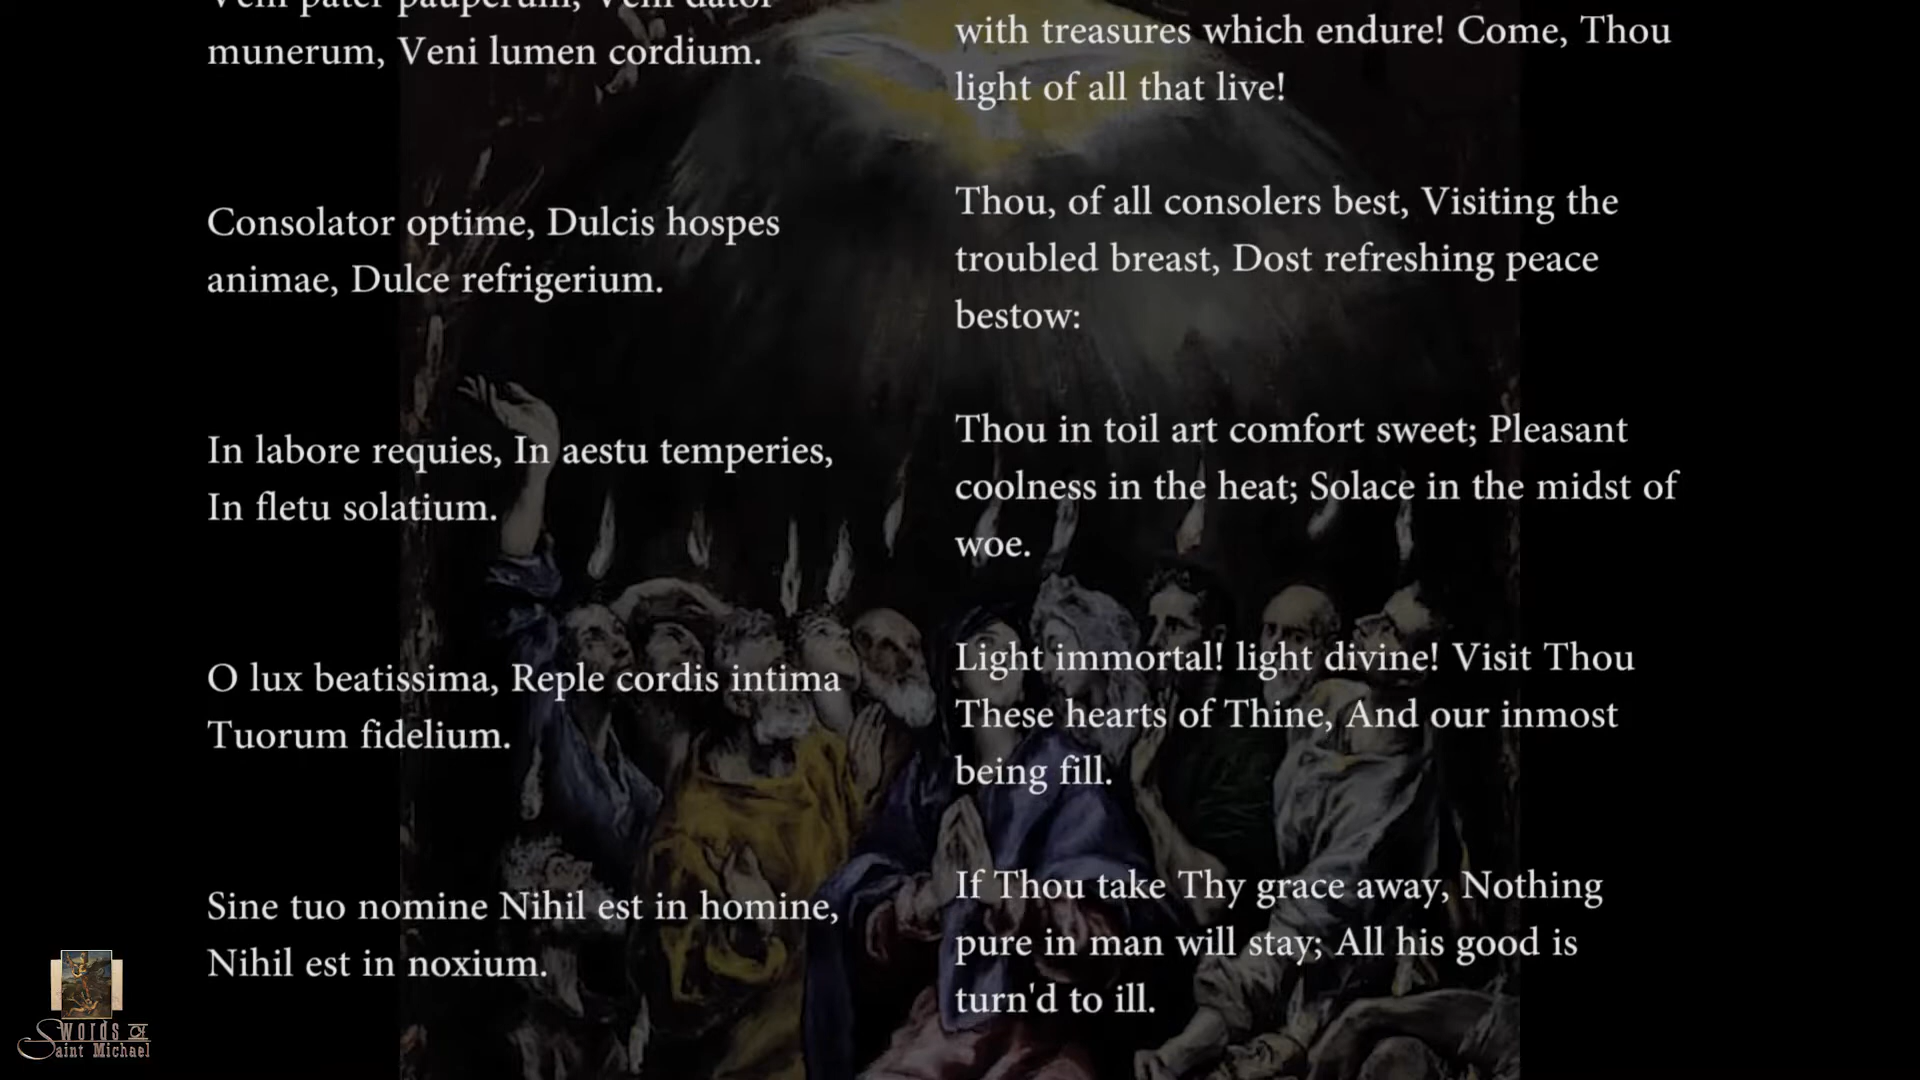 Veni pater pauperum, Veni dator
munerum, Veni lumen cordium.
Consolator optime, Dulcis hospes
animae, Dulce refrigerium.
In labore requies, In aestu temperies,
In fletu solatium.
O lux beatissima, Reple cordis intima
Tuorum fidelium.
Sine tuo nomine Nihil est in homine,
Nihil est in noxium.
with treasures which endure! Come, Thou
light of all that live!
Thou, of all consolers best, Visiting the
troubled breast, Dost refreshing peace
bestow:
Thou in toil art comfort sweet; Pleasant
coolness in the heat; Solace in the midst of
woe.
Light immortal! light divine! Visit Thou
These hearts of Thine, And our inmost
being fill.
If Thou take Thy grace away, Nothing
pure in man will stay; All his good is
turn'd to ill.
Swords of
Saint Michael